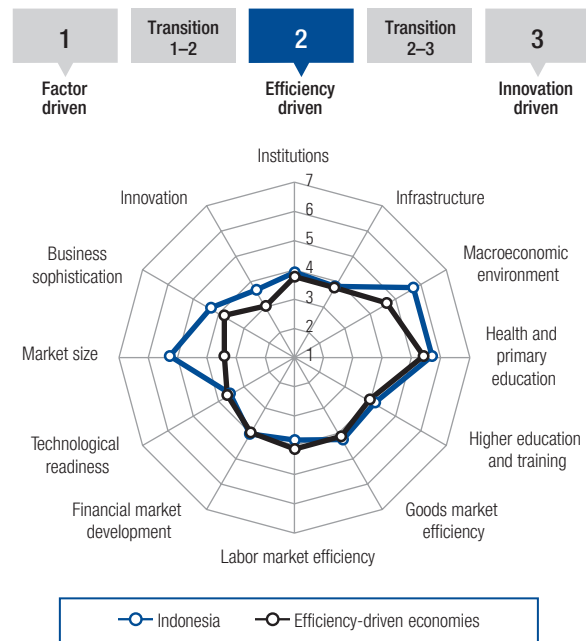 1
Transition
1–2
2
Transition
2–3
3
Factor
driven
Efficiency
driven
Innovation
driven
Institutions
7
6
5
4
3
2
1
Innovation
Infrastructure
Business
sophistication
Macroeconomic
environment
Market size
Health and
primary
education
Technological
readiness
Higher education
and training
Financial market
development
Goods market
efficiency
Labor market efficiency
Indonesia
Efficiency-driven economies